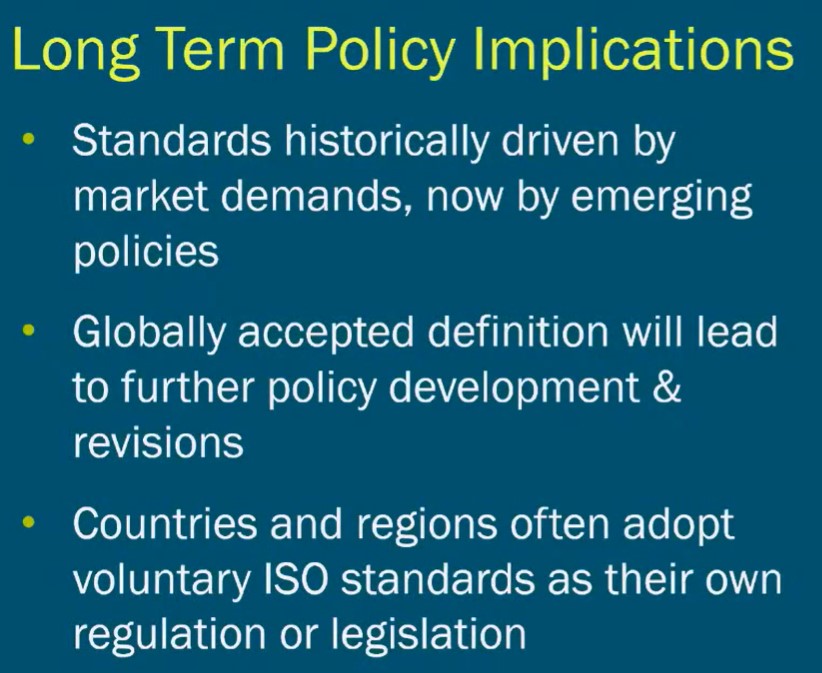 Long Term Policy Implications
• Standards historically driven by
market demands, now by emerging
policies
• Globally accepted definition will lead
to further policy development &
revisions
• Countries and regions often adopt
voluntary ISO standards as their own
regulation or legislation